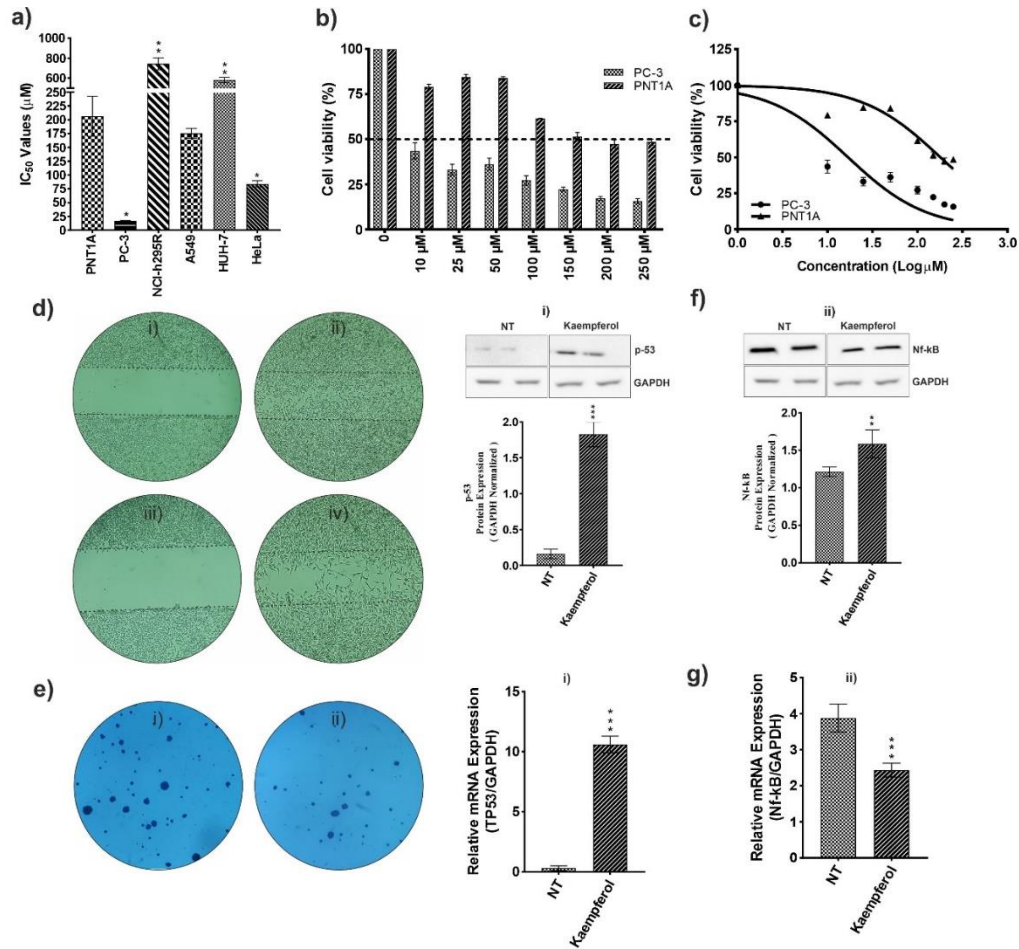 a)
IC50 Values (μM)
1000
800
600
400
250
225
200
175
150
125
100
75
50
25
0
*
**
**
*
PNT1A
PC-3
NCI-h295R
A549
HUH-7
HeLa
b)
Cell viability (%)
100
75
50
25
0
PC-3
PNT1A
0
10 μM
25 μM
50 μM
100 μM
150 μM
200 μM
250 μM
c)
Cell viability (%)
125
100
75
50
25
0
PC-3
PNT1A
0.0
0.5
1.0
1.5
2.0
2.5
3.0
Concentration (LogμM)
d)
i)
ii)
iii)
iv)
f)
i)
NT
Kaempferol
p-53
GAPDH
p-53
Protein Expression
( GAPDH Normalized )
2.0
1.5
1.0
0.5
0.0
***
NT
Kaempferol
ii)
NT
Kaempferol
Nf-kB
GAPDH
Nf-kB
Protein Expression
( GAPDH Normalized )
2.0
1.5
1.0
0.5
0.0
**
NT
Kaempferol
e)
i)
ii)
g)
i)
Relative mRNA Expression
(TP53/GAPDH)
15
10
5
0
***
NT
Kaempferol
ii)
Relative mRNA Expression
(Nf-kB/GAPDH)
5
4
3
2
1
0
***
NT
Kaempferol